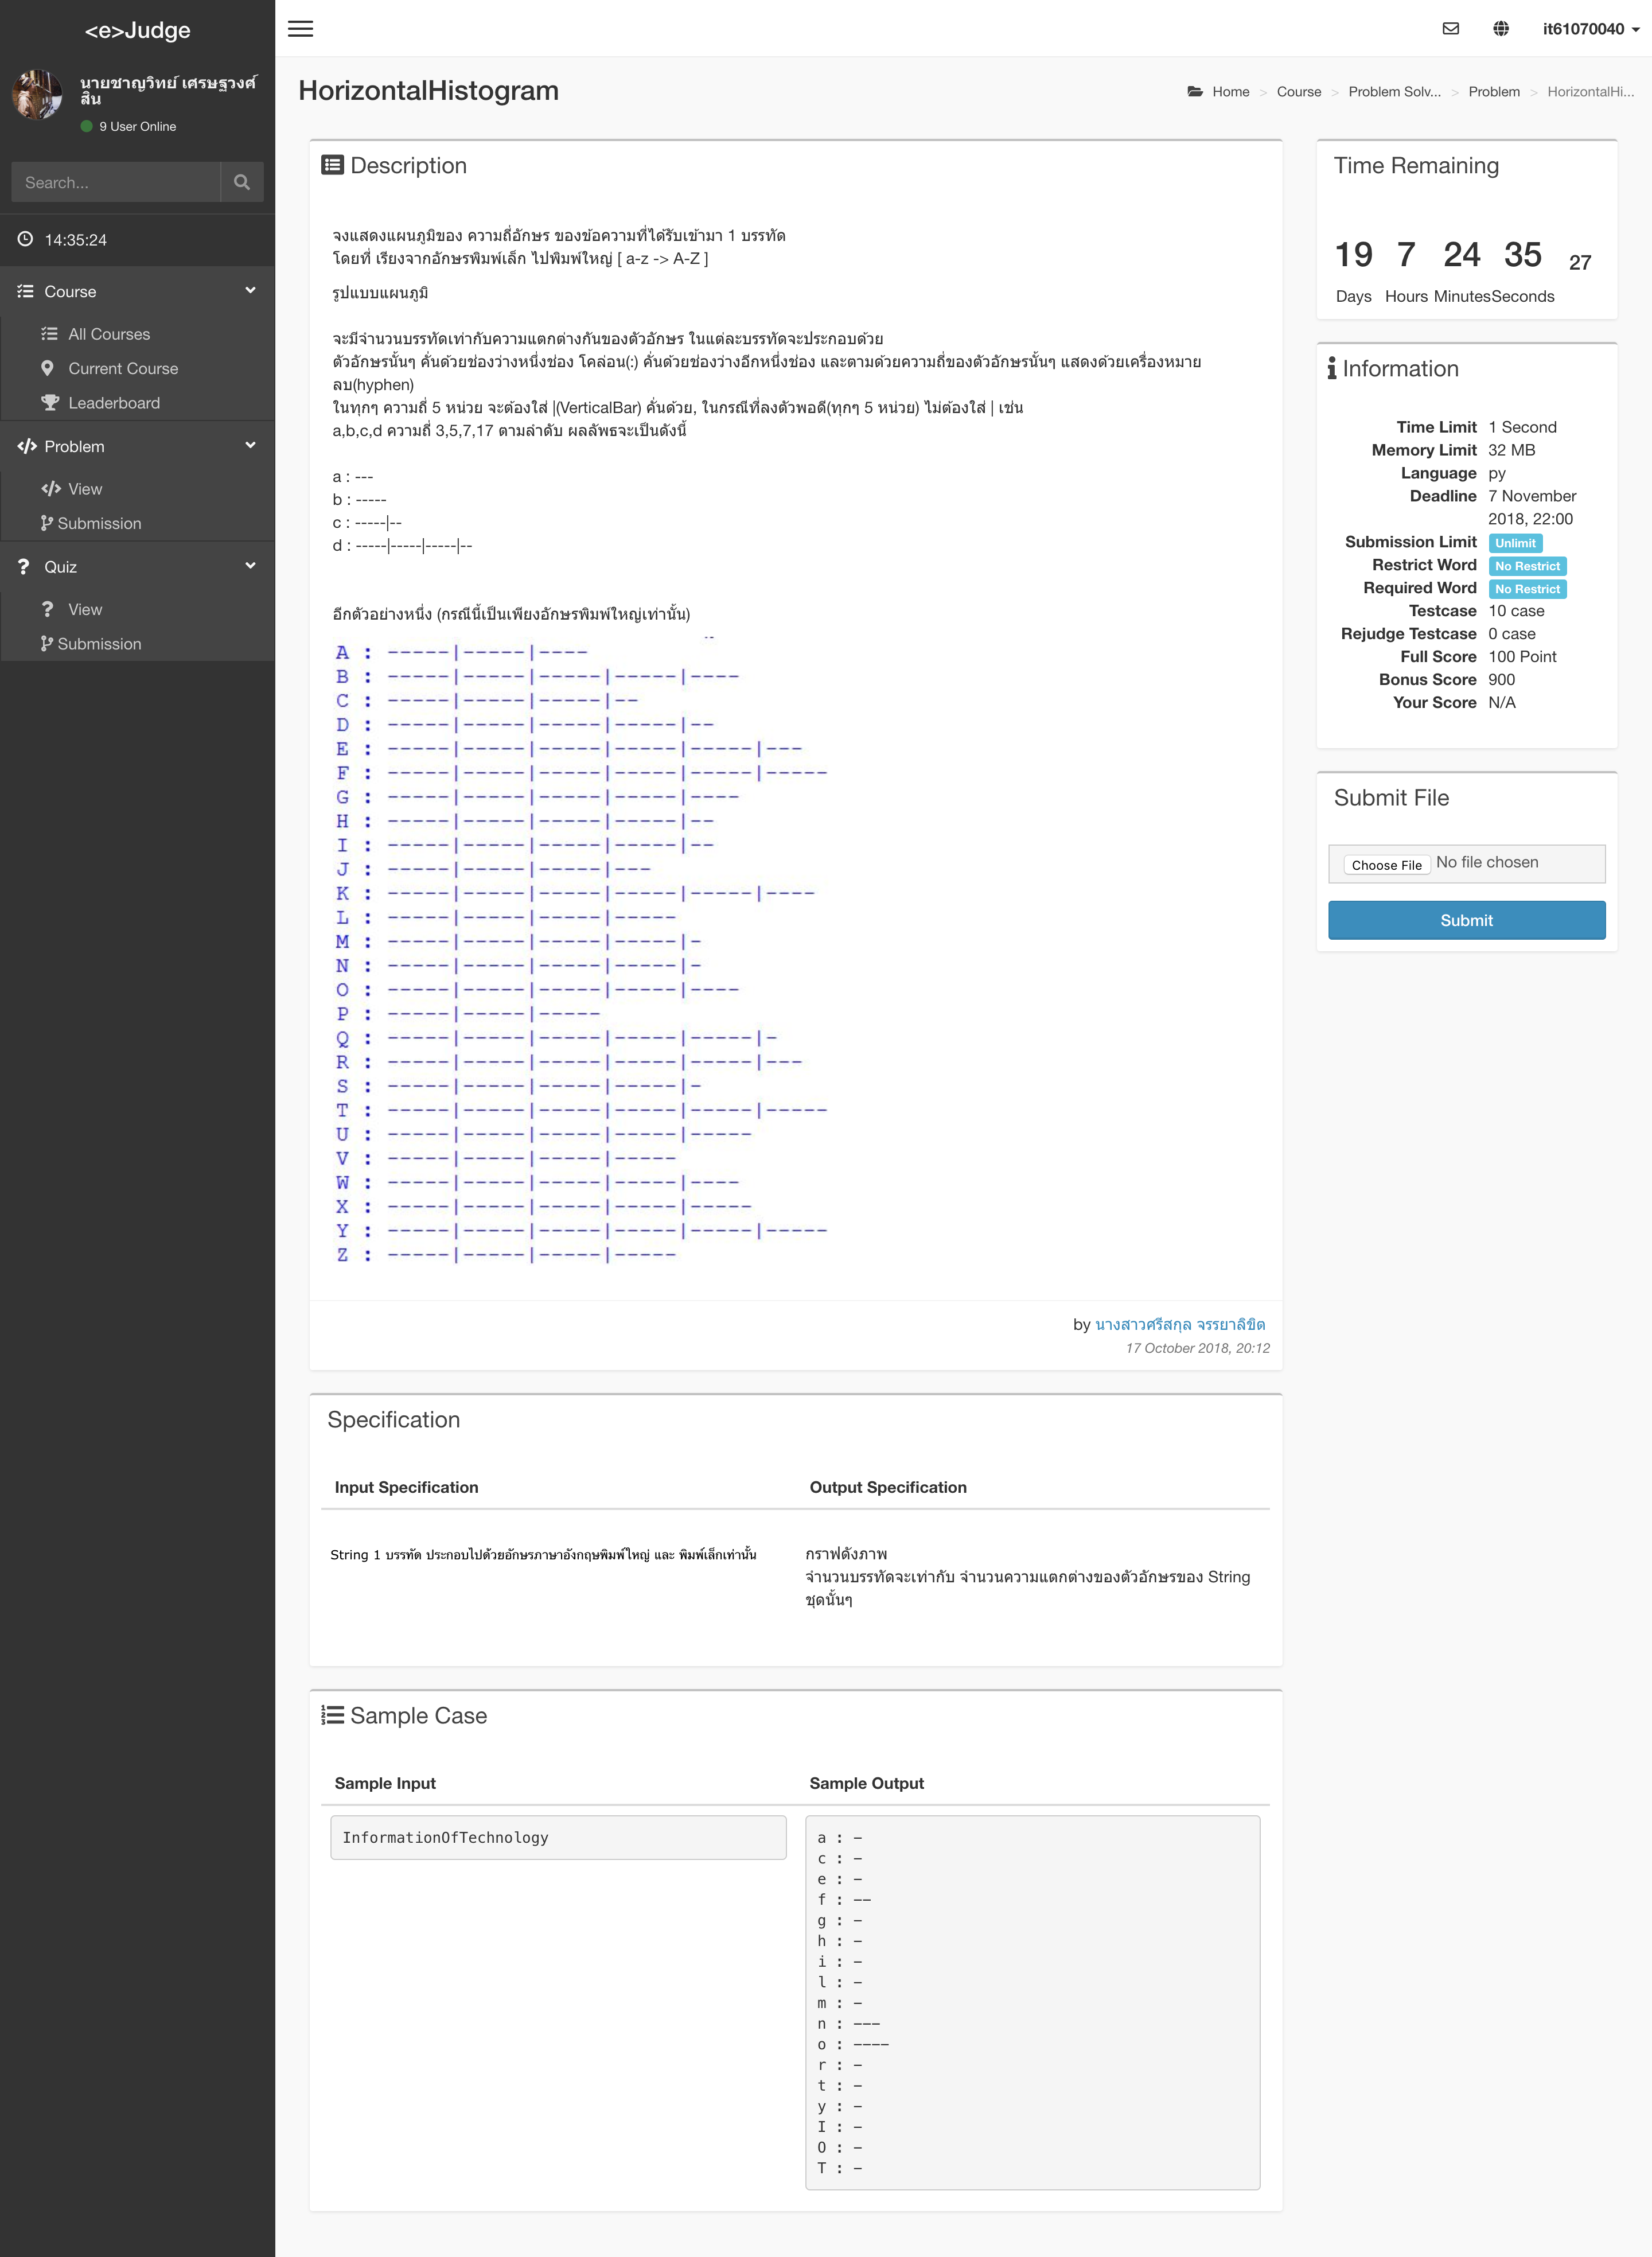 <e>Judge
it61070040
นายชาญวิทย์ เศรษฐวงศ์
สิน
9 User Online
Search...
14:35:24
Course
All Courses
Current Course
Leaderboard
Problem
View
Submission
Quiz
View
Submission
HorizontalHistogram
Home > Course > Problem Solv... > Problem > HorizontalHi...
Description
จงแสดงแผนภูมิของ ความถี่อักษร ของข้อความที่ได้รับเข้ามา 1 บรรทัด
โดยที่ เรียงจากอักษรพิมพ์เล็ก ไปพิมพ์ใหญ่ [ a-z -> A-Z ]
รูปแบบแผนภูมิ
จะมีจำนวนบรรทัดเท่ากับความแตกต่างกันของตัวอักษร ในแต่ละบรรทัดจะประกอบด้วย
ตัวอักษรนั้นๆ คั่นด้วยช่องว่างหนึ่งช่อง โคล่อน(:) คั่นด้วยช่องว่างอีกหนึ่งช่อง และตามด้วยความถี่ของตัวอักษรนั้นๆ แสดงด้วยเครื่องหมาย
ลบ(hyphen)
ในทุกๆ ความถี่ 5 หน่วย จะต้องใส่ |(VerticalBar) คั่นด้วย, ในกรณีที่ลงตัวพอดี(ทุกๆ 5 หน่วย) ไม่ต้องใส่ | เช่น
a,b,c,d ความถี่ 3,5,7,17 ตามลำดับ ผลลัพธจะเป็นดังนี้
a : ---
b : -----
c : -----|--
d : -----|-----|-----|--
อีกตัวอย่างหนึ่ง (กรณีนี้เป็นเพียงอักษรพิมพ์ใหญ่เท่านั้น)
A : -----|-----|----
B : -----|-----|-----|-----|----
C : -----|-----|-----|--
D : -----|-----|-----|-----|--
E : -----|-----|-----|-----|-----|---
F : -----|-----|-----|-----|-----|-----
G : -----|-----|-----|-----|----
H : -----|-----|-----|-----|--
I : -----|-----|-----|-----|--
J : -----|-----|-----|---
K : -----|-----|-----|-----|-----|----
L : -----|-----|-----|-----
M : -----|-----|-----|-----|-
N : -----|-----|-----|-----|-
O : -----|-----|-----|-----|----
P : -----|-----|-----
Q : -----|-----|-----|-----|-----|-
R : -----|-----|-----|-----|-----|---
S : -----|-----|-----|-----|-
T : -----|-----|-----|-----|-----|-----
U : -----|-----|-----|-----|-----
V : -----|-----|-----|-----
W : -----|-----|-----|-----|----
X : -----|-----|-----|-----|-----
Y : -----|-----|-----|-----|-----|-----
Z : -----|-----|-----|-----
by นางสาวศรีสกุล จรรยาลิขิต
17 October 2018, 20:12
Specification
Input Specification
Output Specification
String 1 บรรทัด ประกอบไปด้วยอักษรภาษาอังกฤษพิมพ์ใหญ่ และ พิมพ์เล็กเท่านั้น
กราฟดังภาพ
จำนวนบรรทัดจะเท่ากับ จำนวนความแตกต่างของตัวอักษรของ String
ชุดนั้นๆ
Sample Case
Sample Input
Sample Output
InformationOfTechnology
a : -
c : -
e : -
f : --
g : -
h : -
i : -
l : -
m : -
n : ---
o : ----
r : -
t : -
y : -
I : -
O : -
T : -
Time Remaining
19 7 24 35 27
Days Hours Minutes Seconds
Information
Time Limit 1 Second
Memory Limit 32 MB
Language py
Deadline 7 November
2018, 22:00
Submission Limit Unlimit
Restrict Word No Restrict
Required Word No Restrict
Testcase 10 case
Rejudge Testcase 0 case
Full Score 100 Point
Bonus Score 900
Your Score N/A
Submit File
Choose File No file chosen
Submit